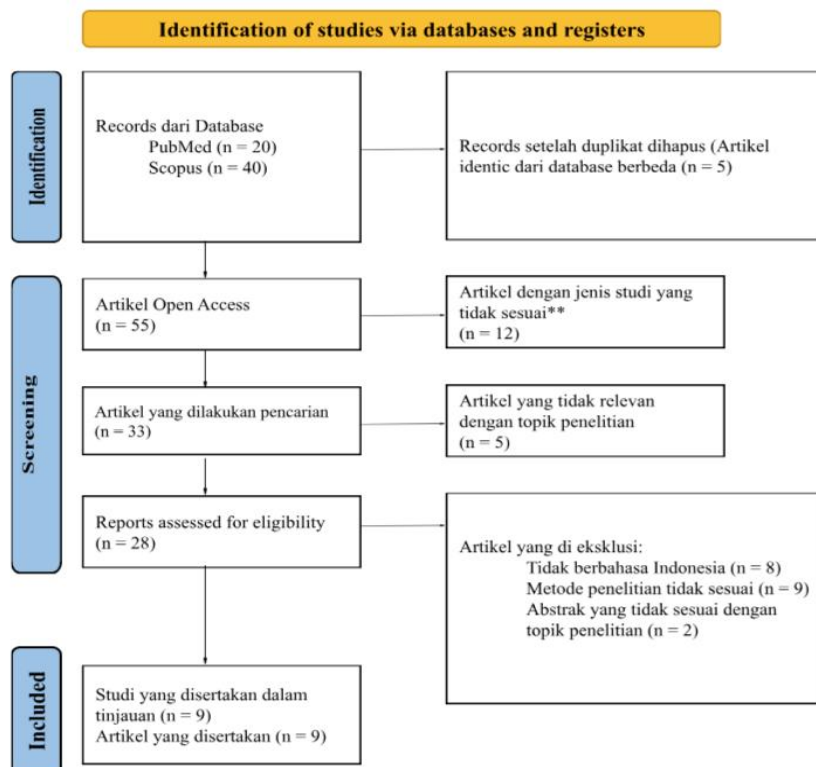 Identification of studies via databases and registers
Identification
Records dari Database
PubMed (n = 20)
Scopus (n = 40)
Records setelah duplikat dihapus (Artikel
identic dari database berbeda (n = 5)
Screening
Artikel Open Access
(n = 55)
Artikel dengan jenis studi yang
tidak sesuai**
(n = 12)
Artikel yang dilakukan pencarian
(n = 33)
Artikel yang tidak relevan
dengan topik penelitian
(n = 5)
Reports assessed for eligibility
(n = 28)
Artikel yang di eksklusi:
Tidak berbahasa Indonesia (n = 8)
Metode penelitian tidak sesuai (n = 9)
Abstrak yang tidak sesuai dengan
topik penelitian (n = 2)
Included
Studi yang disertakan dalam
tinjauan (n = 9)
Artikel yang disertakan (n = 9)